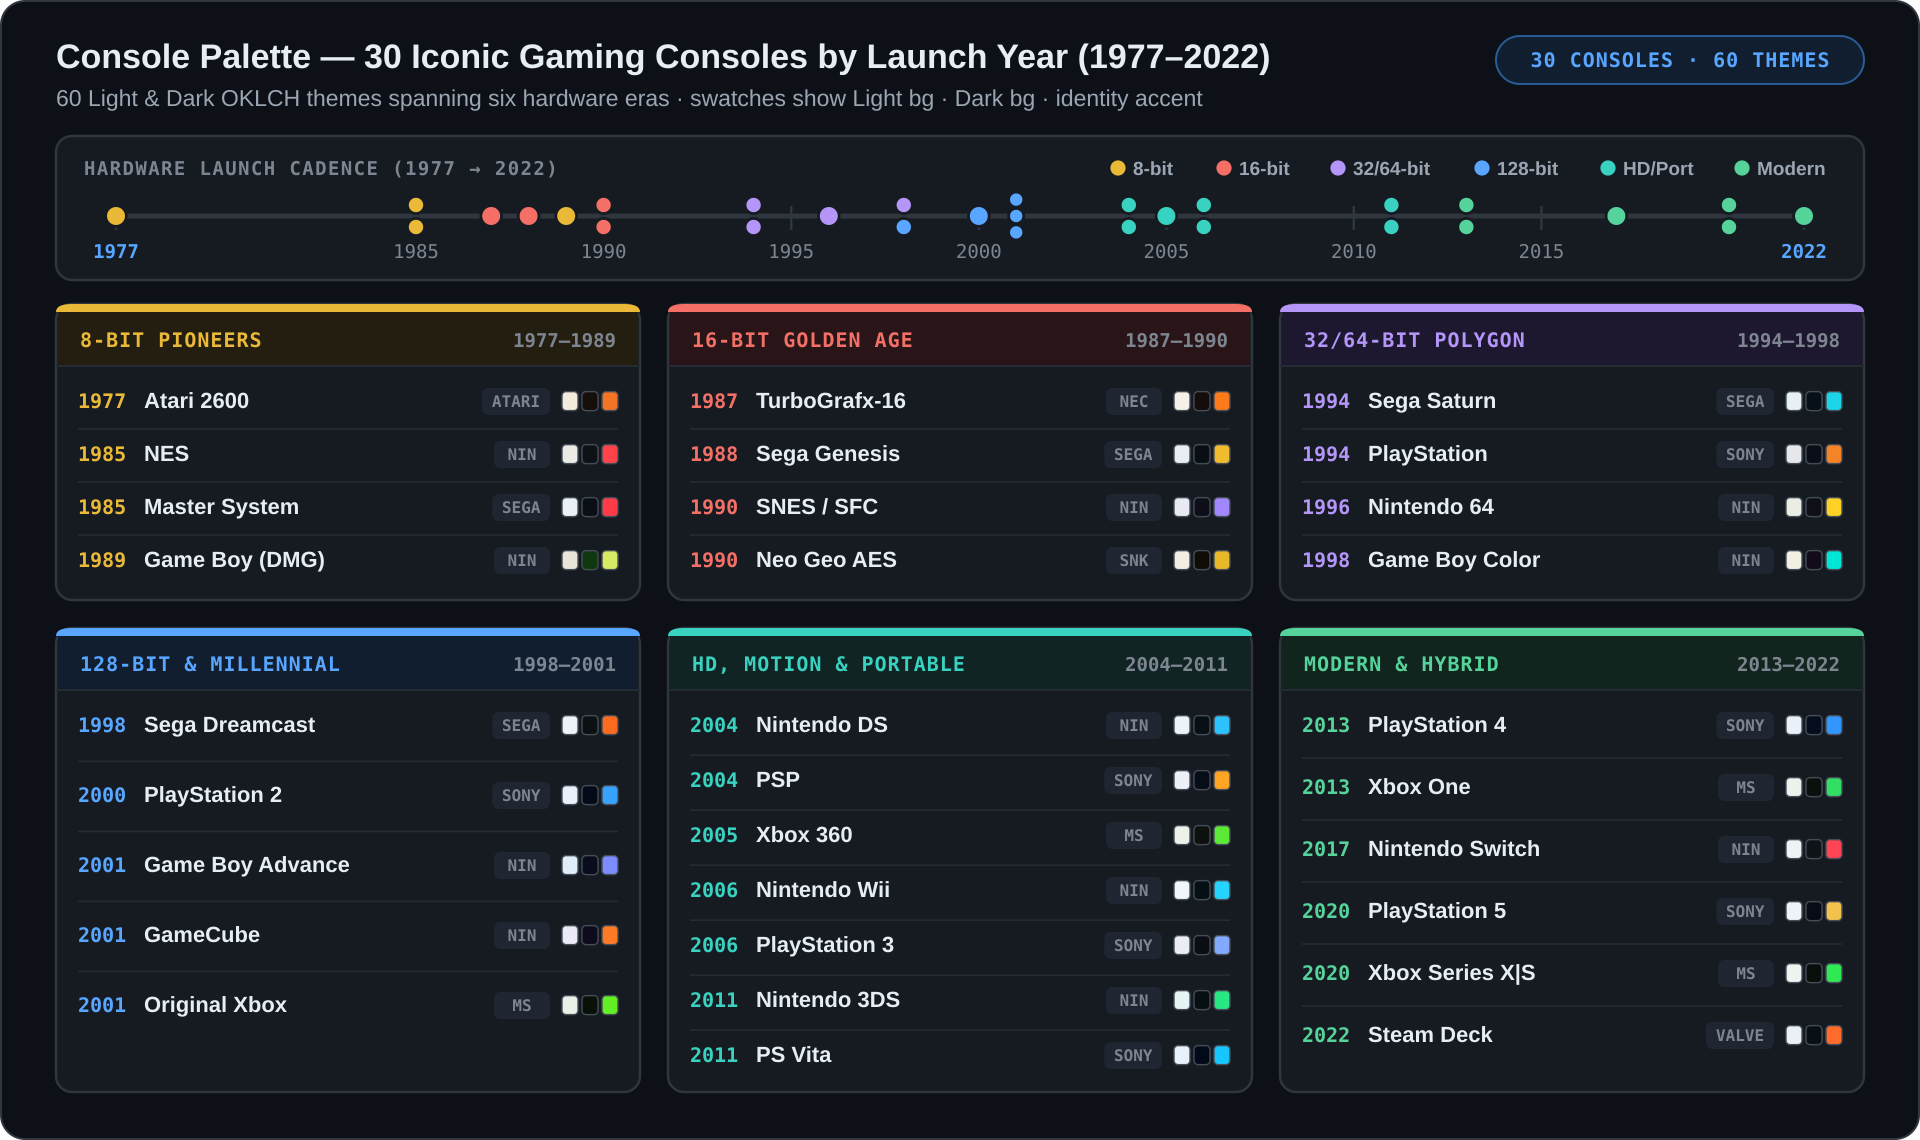 Console Palette — 30 Iconic Gaming Consoles by Launch Year (1977–2022)
30 CONSOLES · 60 THEMES
60 Light & Dark OKLCH themes spanning six hardware eras · swatches show Light bg · Dark bg · identity accent
HARDWARE LAUNCH CADENCE (1977 → 2022)
8-bit 16-bit 32/64-bit 128-bit HD/Port Modern
1977 1985 1990 1995 2000 2005 2010 2015 2022
8-BIT PIONEERS 1977–1989
1977 Atari 2600 ATARI
1985 NES NIN
1985 Master System SEGA
1989 Game Boy (DMG) NIN
16-BIT GOLDEN AGE 1987–1990
1987 TurboGrafx-16 NEC
1988 Sega Genesis SEGA
1990 SNES / SFC NIN
1990 Neo Geo AES SNK
32/64-BIT POLYGON 1994–1998
1994 Sega Saturn SEGA
1994 PlayStation SONY
1996 Nintendo 64 NIN
1998 Game Boy Color NIN
128-BIT & MILLENNIAL 1998–2001
1998 Sega Dreamcast SEGA
2000 PlayStation 2 SONY
2001 Game Boy Advance NIN
2001 GameCube NIN
2001 Original Xbox MS
HD, MOTION & PORTABLE 2004–2011
2004 Nintendo DS NIN
2004 PSP SONY
2005 Xbox 360 MS
2006 Nintendo Wii NIN
2006 PlayStation 3 SONY
2011 Nintendo 3DS NIN
2011 PS Vita SONY
MODERN & HYBRID 2013–2022
2013 PlayStation 4 SONY
2013 Xbox One MS
2017 Nintendo Switch NIN
2020 PlayStation 5 SONY
2020 Xbox Series X|S MS
2022 Steam Deck VALVE